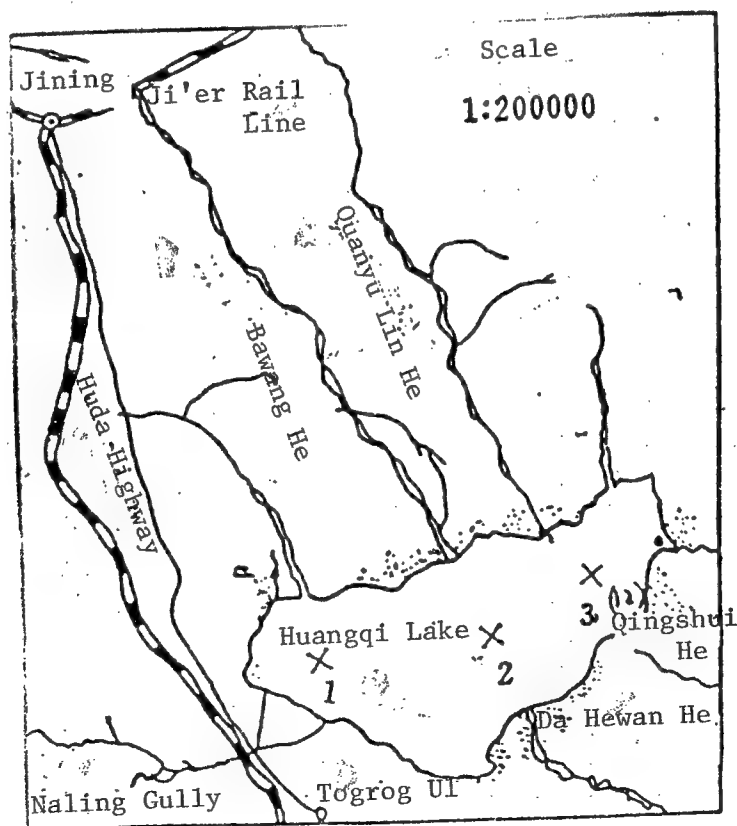 Scale
1:200000
Jining
Ji'er Rail
Line
Quanyu Lin He
Bawang He
Huda Highway
Huangqi Lake
1
2
3
(12)
Qingshui
He
Da Hewan He
Naling Gully
Togrog Ul